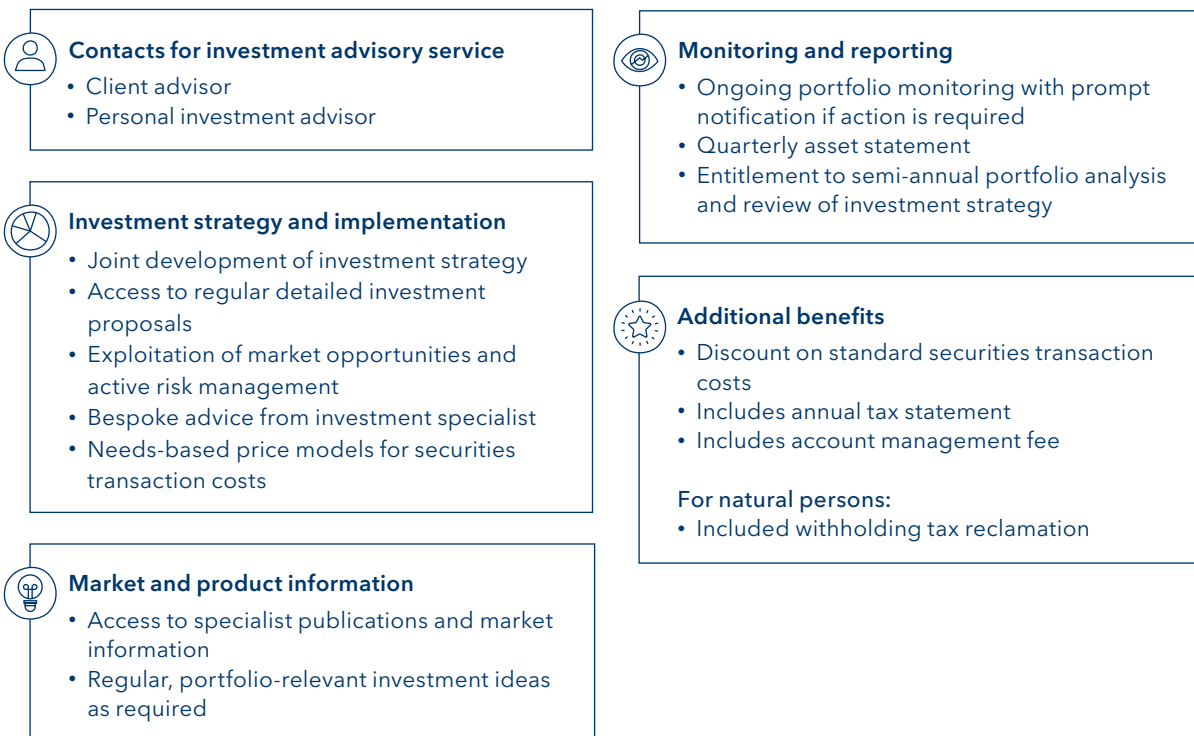 Contacts for investment advisory service
• Client advisor
• Personal investment advisor
Investment strategy and implementation
• Joint development of investment strategy
• Access to regular detailed investment
proposals
• Exploitation of market opportunities and
active risk management
• Bespoke advice from investment specialist
• Needs-based price models for securities
transaction costs
Market and product information
• Access to specialist publications and market
information
• Regular, portfolio-relevant investment ideas
as required
Monitoring and reporting
• Ongoing portfolio monitoring with prompt
notification if action is required
• Quarterly asset statement
• Entitlement to semi-annual portfolio analysis
and review of investment strategy
Additional benefits
• Discount on standard securities transaction
costs
• Includes annual tax statement
• Includes account management fee
For natural persons:
• Included withholding tax reclamation